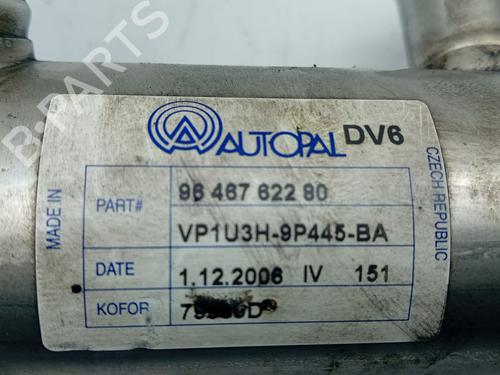 B-PARTS
AUTOPAL DV6
MADE IN
CZECH REPUBLIC
PART# 96 467 622 80
VP1U3H-9P445-BA
DATE 1.12.2006 IV 151
KOFOR